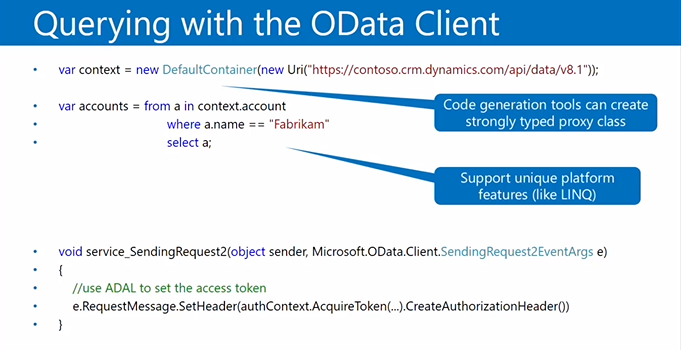 Querying with the OData Client
• var context = new DefaultContainer(new Uri("https://contoso.crm.dynamics.com/api/data/v8.1"));
Code generation tools can create
strongly typed proxy class
• var accounts = from a in context.account
• where a.name == "Fabrikam"
• select a;
Support unique platform
features (like LINQ)
• void service_SendingRequest2(object sender, Microsoft.OData.Client.SendingRequest2EventArgs e)
• {
• //use ADAL to set the access token
• e.RequestMessage.SetHeader(authContext.AcquireToken(...).CreateAuthorizationHeader())
• }